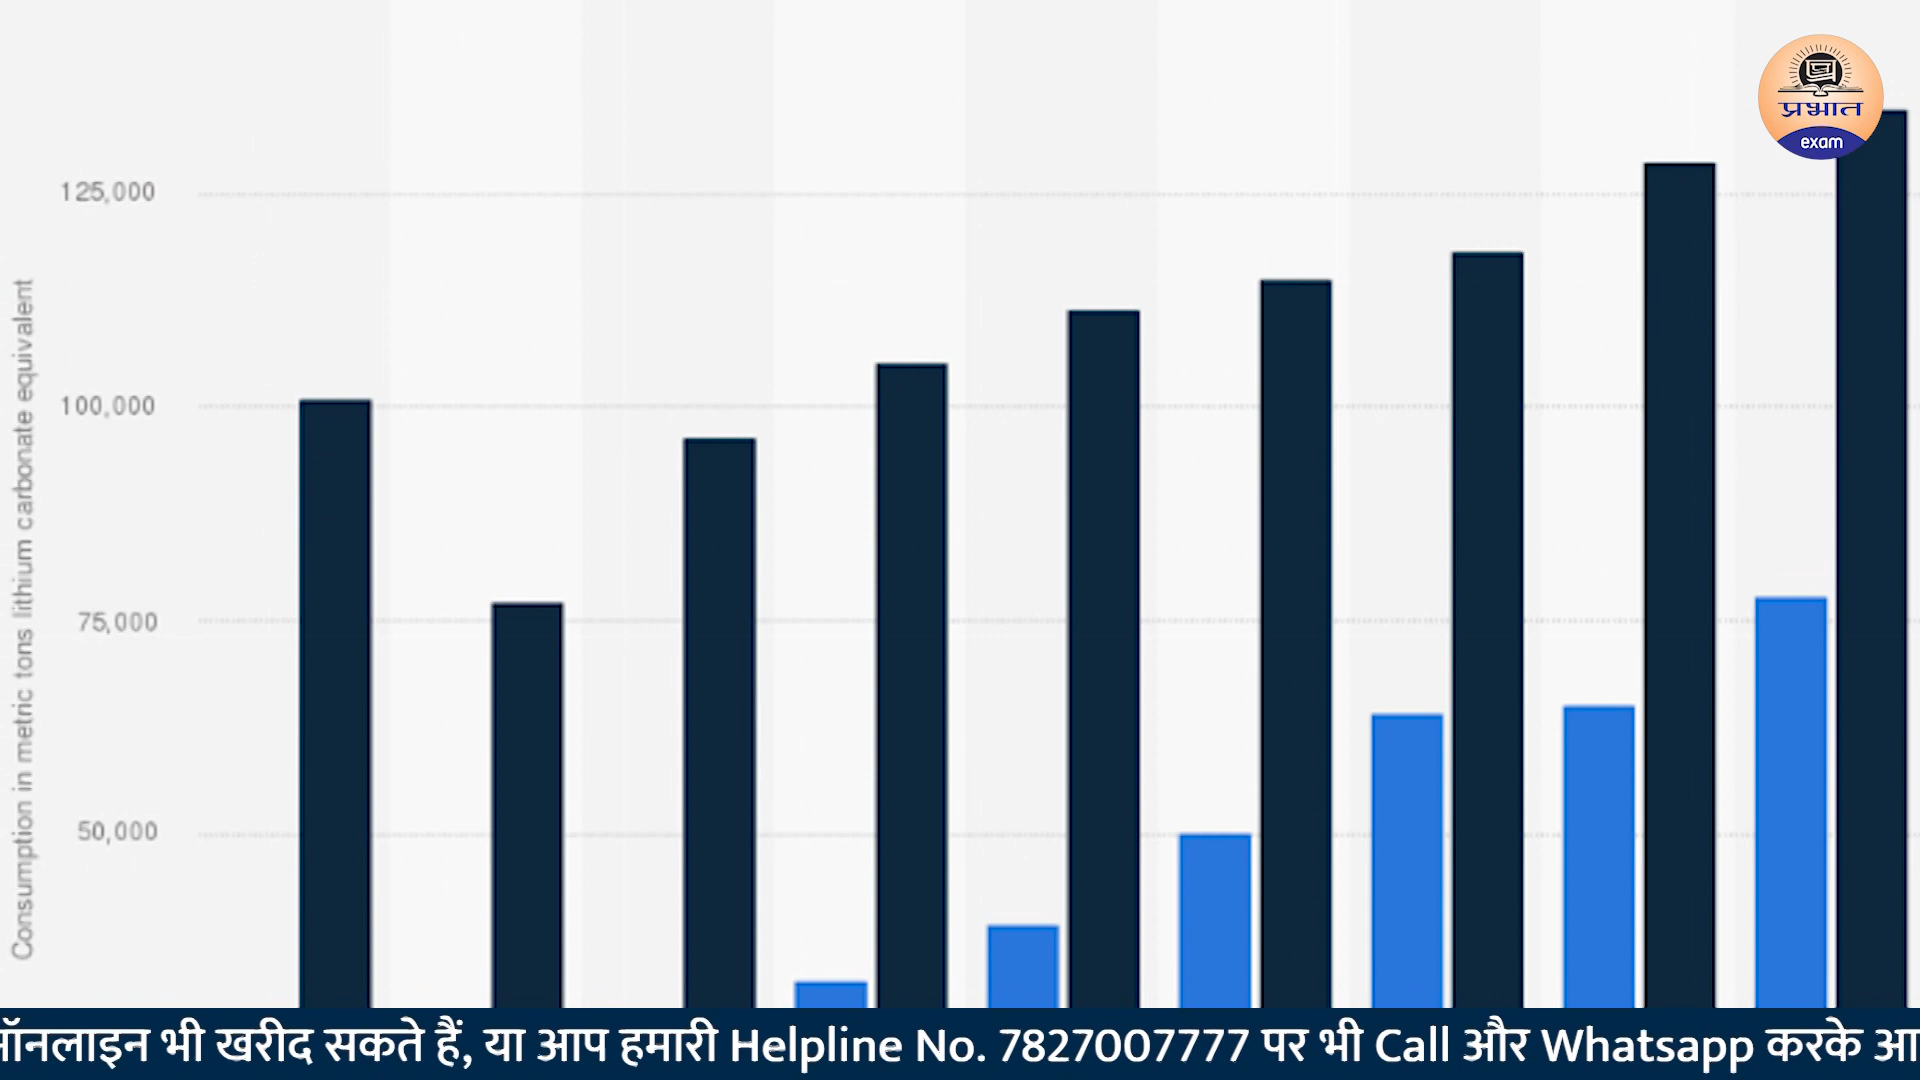 प्रभात
exam
125,000
100,000
75,000
50,000
Consumption in metric tons lithium carbonate equivalent
ऑनलाइन भी खरीद सकते हैं, या आप हमारी Helpline No. 7827007777 पर भी Call और Whatsapp करके आ